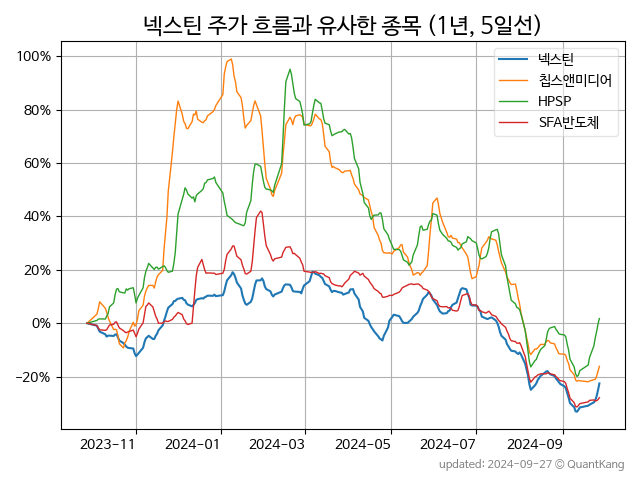 넥스틴 주가 흐름과 유사한 종목 (1년, 5일선)
넥스틴
칩스앤미디어
HPSP
SFA반도체
100%
80%
60%
40%
20%
0%
−20%
2023−11
2024−01
2024−03
2024−05
2024−07
2024−09
updated: 2024-09-27 © QuantKang